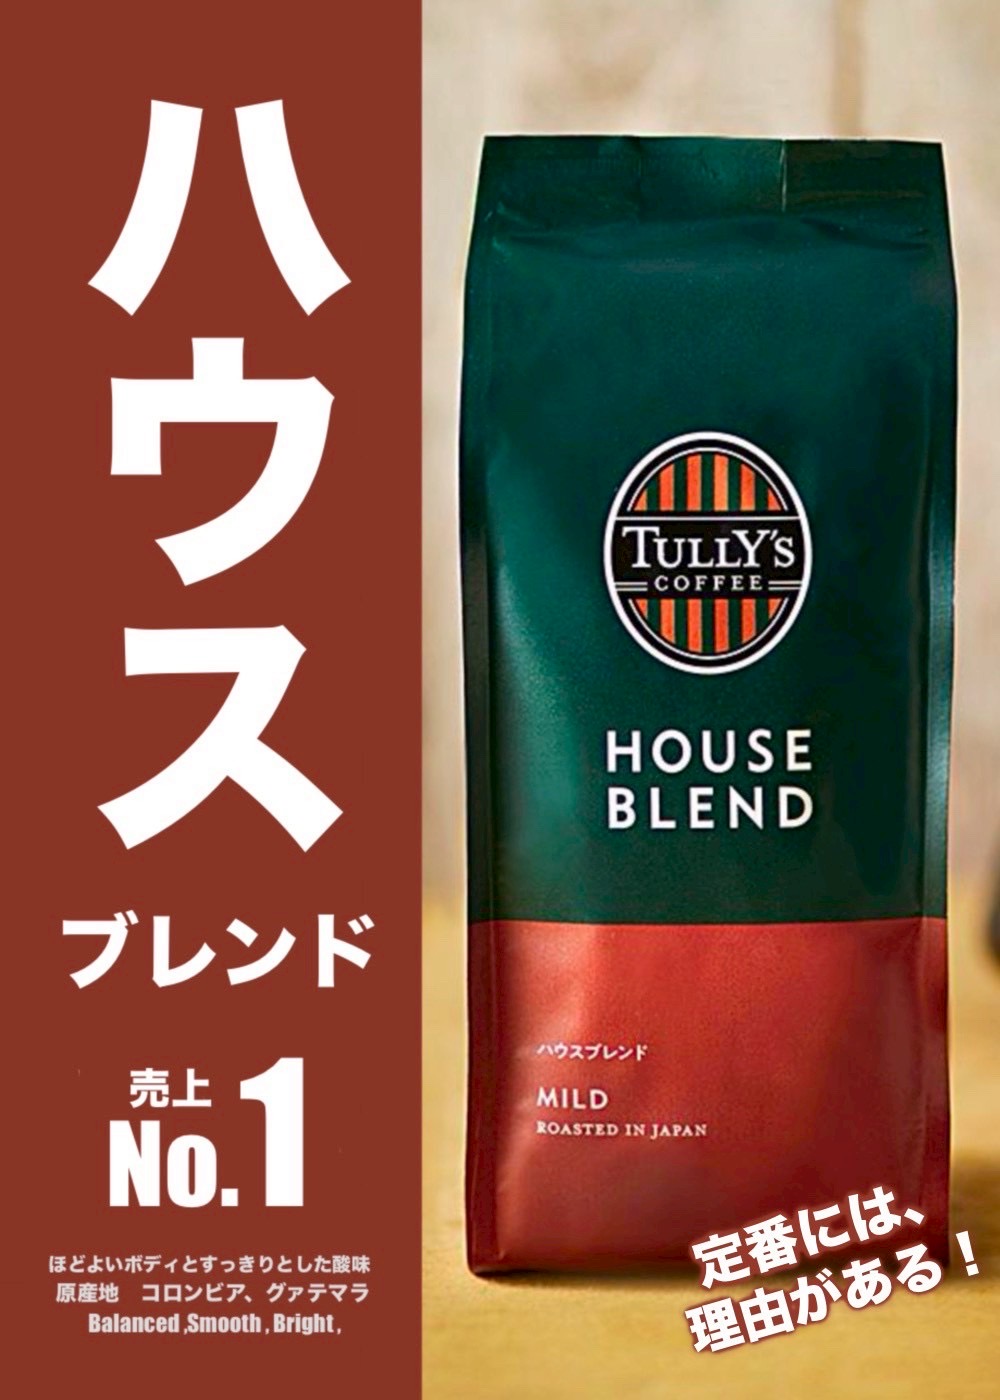 ハウス
ブレンド
売上
No.1
ほどよいボディとすっきりとした酸味
原産地　コロンビア、グァテマラ
Balanced ,Smooth , Bright ,
TULLY'S
COFFEE
HOUSE
BLEND
ハウスブレンド
MILD
ROASTED IN JAPAN
定番には、
理由がある！